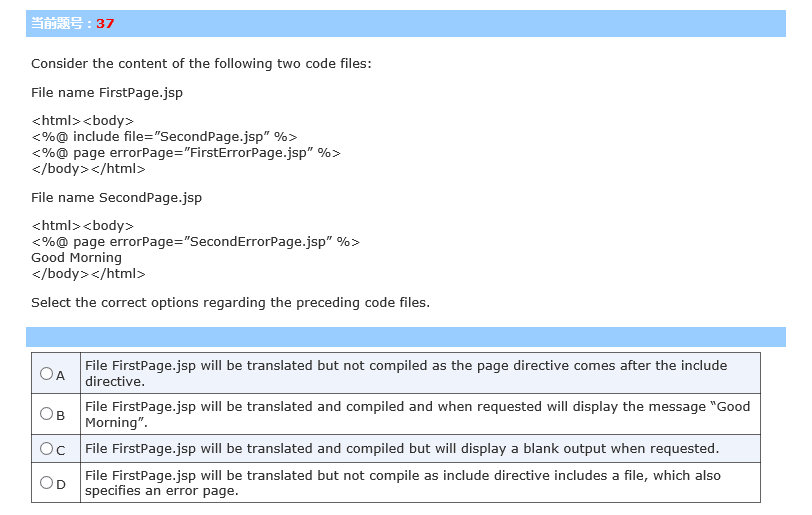 当前题号：37
Consider the content of the following two code files:
File name FirstPage.jsp
<html><body>
<%@ include file=”SecondPage.jsp” %>
<%@ page errorPage=”FirstErrorPage.jsp” %>
</body></html>
File name SecondPage.jsp
<html><body>
<%@ page errorPage=”SecondErrorPage.jsp” %>
Good Morning
</body></html>
Select the correct options regarding the preceding code files.
A File FirstPage.jsp will be translated but not compiled as the page directive comes after the include
directive.
B File FirstPage.jsp will be translated and compiled and when requested will display the message “Good
Morning”.
C File FirstPage.jsp will be translated and compiled but will display a blank output when requested.
D File FirstPage.jsp will be translated but not compile as include directive includes a file, which also
specifies an error page.